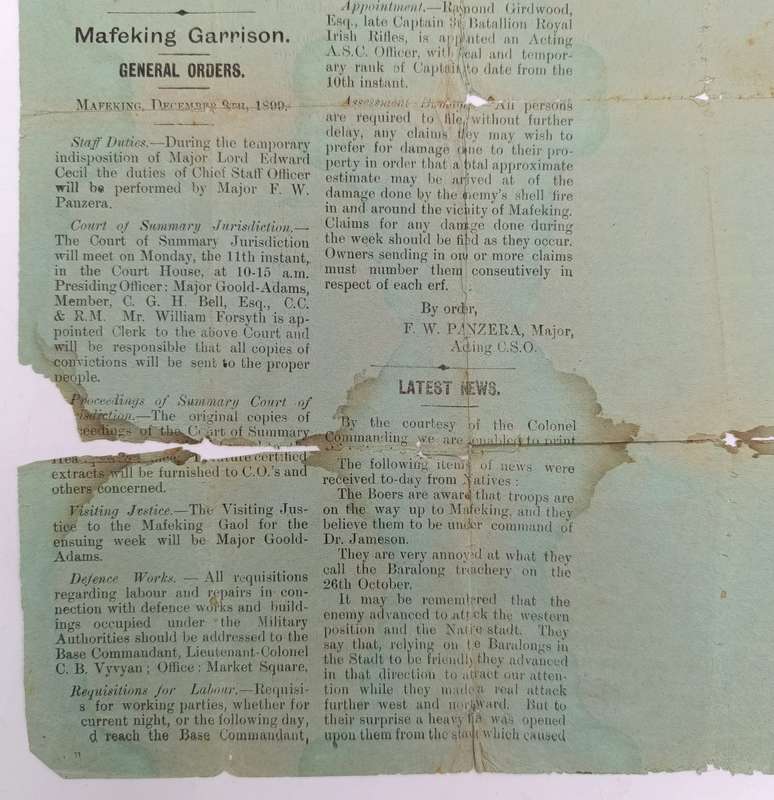 Mafeking Garrison.
GENERAL ORDERS.
MAFEKING, DECEMBER 9TH, 1899.
Staff Duties.—During the temporary
indisposition of Major Lord Edward
Cecil the duties of Chief Staff Officer
will be performed by Major F. W.
Panzera.
Court of Summary Jurisdiction.—
The Court of Summary Jurisdiction
will meet on Monday, the 11th instant,
in the Court House, at 10-15 a.m.
Presiding Officer: Major Goold-Adams,
Member, C. G. H. Bell, Esq., C.C.
& R.M. Mr. William Forsyth is ap-
pointed Clerk to the above Court and
will be responsible that all copies of
convictions will be sent to the proper
people.
Proceedings of Summary Court of
isdiction.—The original copies of
ceedings of the Court of Summary
certified
extracts will be furnished to C.O.'s and
others concerned.
Visiting Jestice.—The Visiting Jus-
tice to the Mafeking Gaol for the
ensuing week will be Major Goold-
Adams.
Defence Works. — All requisitions
regarding labour and repairs in con-
nection with defence works and build-
ings occupied under the Military
Authorities should be addressed to the
Base Commandant, Lieutenant-Colonel
C. B. Vyvyan; Office: Market Square,
Requisitions for Labour.—Requisi-
s for working parties, whether for
current night, or the following day,
d reach the Base Commandant,
Appointment.—Raymond Girdwood,
Esq., late Captain Batallion Royal
Irish Rifles, is appointed an Acting
A.S.C. Officer, with local and tempor-
ary rank of Captain to date from the
10th instant.
Assessment Damage.—All persons
are required to file, without further
delay, any claims they may wish to
prefer for damage done to their pro-
perty in order that a total approximate
estimate may be arrived at of the
damage done by the enemy's shell fire
in and around the vicinity of Mafeking.
Claims for any damage done during
the week should be filed as they occur.
Owners sending in one or more claims
must number them conseutively in
respect of each erf.
By order,
F. W. PANZERA, Major,
Acting C.S.O.
LATEST NEWS.
By the courtesy of the Colonel
Commanding we are enabled to print
The following items of news were
received to-day from Natives:
The Boers are aware that troops are
on the way up to Mafeking, and they
believe them to be under command of
Dr. Jameson.
They are very annoyed at what they
call the Baralong treachery on the
26th October.
It may be remembered that the
enemy advanced to attack the western
position and the Native stadt. They
say that, relying on the Baralongs in
the Stadt to be friendly they advanced
in that direction to attract our atten-
tion while they made a real attack
further west and northward. But to
their surprise a heavy fire was opened
upon them from the stadt which caused